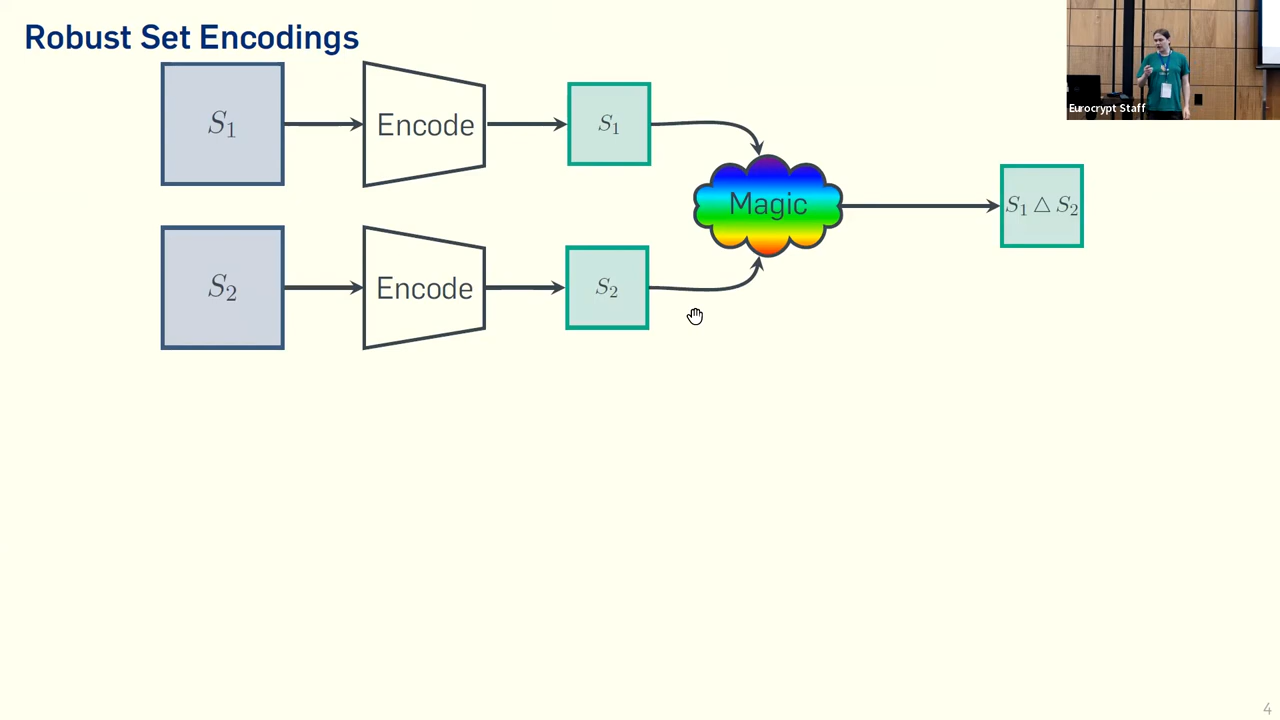 Robust Set Encodings
S₁
Encode
S₁
Magic
S₁ △ S₂
S₂
Encode
S₂
Eurocrypt Staff
4